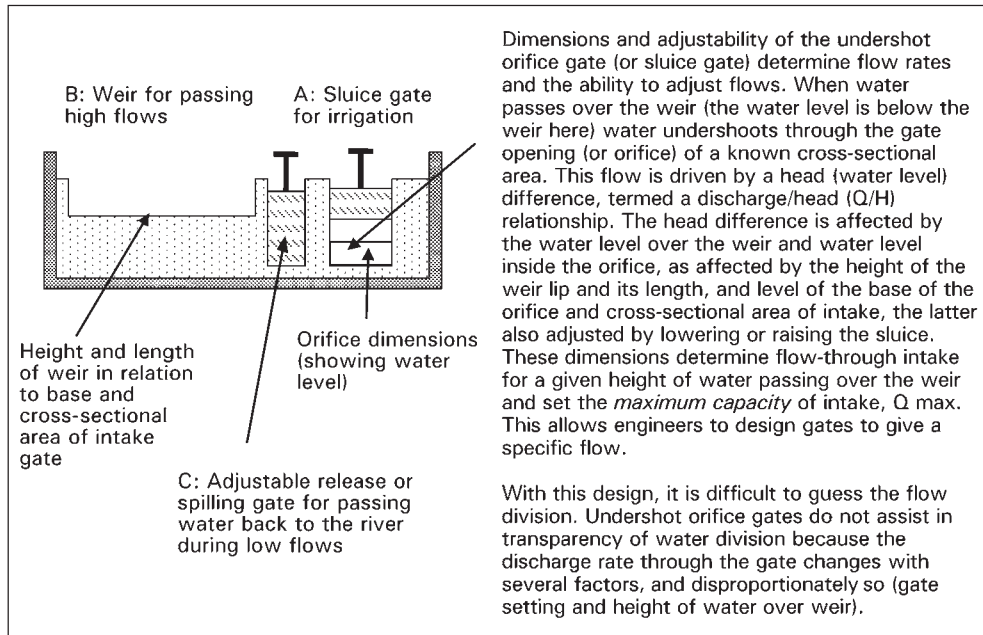 B: Weir for passing
high flows
A: Sluice gate
for irrigation
Height and length
of weir in relation
to base and
cross-sectional
area of intake
gate
Orifice dimensions
(showing water
level)
C: Adjustable release or
spilling gate for passing
water back to the river
during low flows
Dimensions and adjustability of the undershot
orifice gate (or sluice gate) determine flow rates
and the ability to adjust flows. When water
passes over the weir (the water level is below the
weir here) water undershoots through the gate
opening (or orifice) of a known cross-sectional
area. This flow is driven by a head (water level)
difference, termed a discharge/head (Q/H)
relationship. The head difference is affected by
the water level over the weir and water level
inside the orifice, as affected by the height of the
weir lip and its length, and level of the base of the
orifice and cross-sectional area of intake, the latter
also adjusted by lowering or raising the sluice.
These dimensions determine flow-through intake
for a given height of water passing over the weir
and set the maximum capacity of intake, Q max.
This allows engineers to design gates to give a
specific flow.
With this design, it is difficult to guess the flow
division. Undershot orifice gates do not assist in
transparency of water division because the
discharge rate through the gate changes with
several factors, and disproportionately so (gate
setting and height of water over weir).